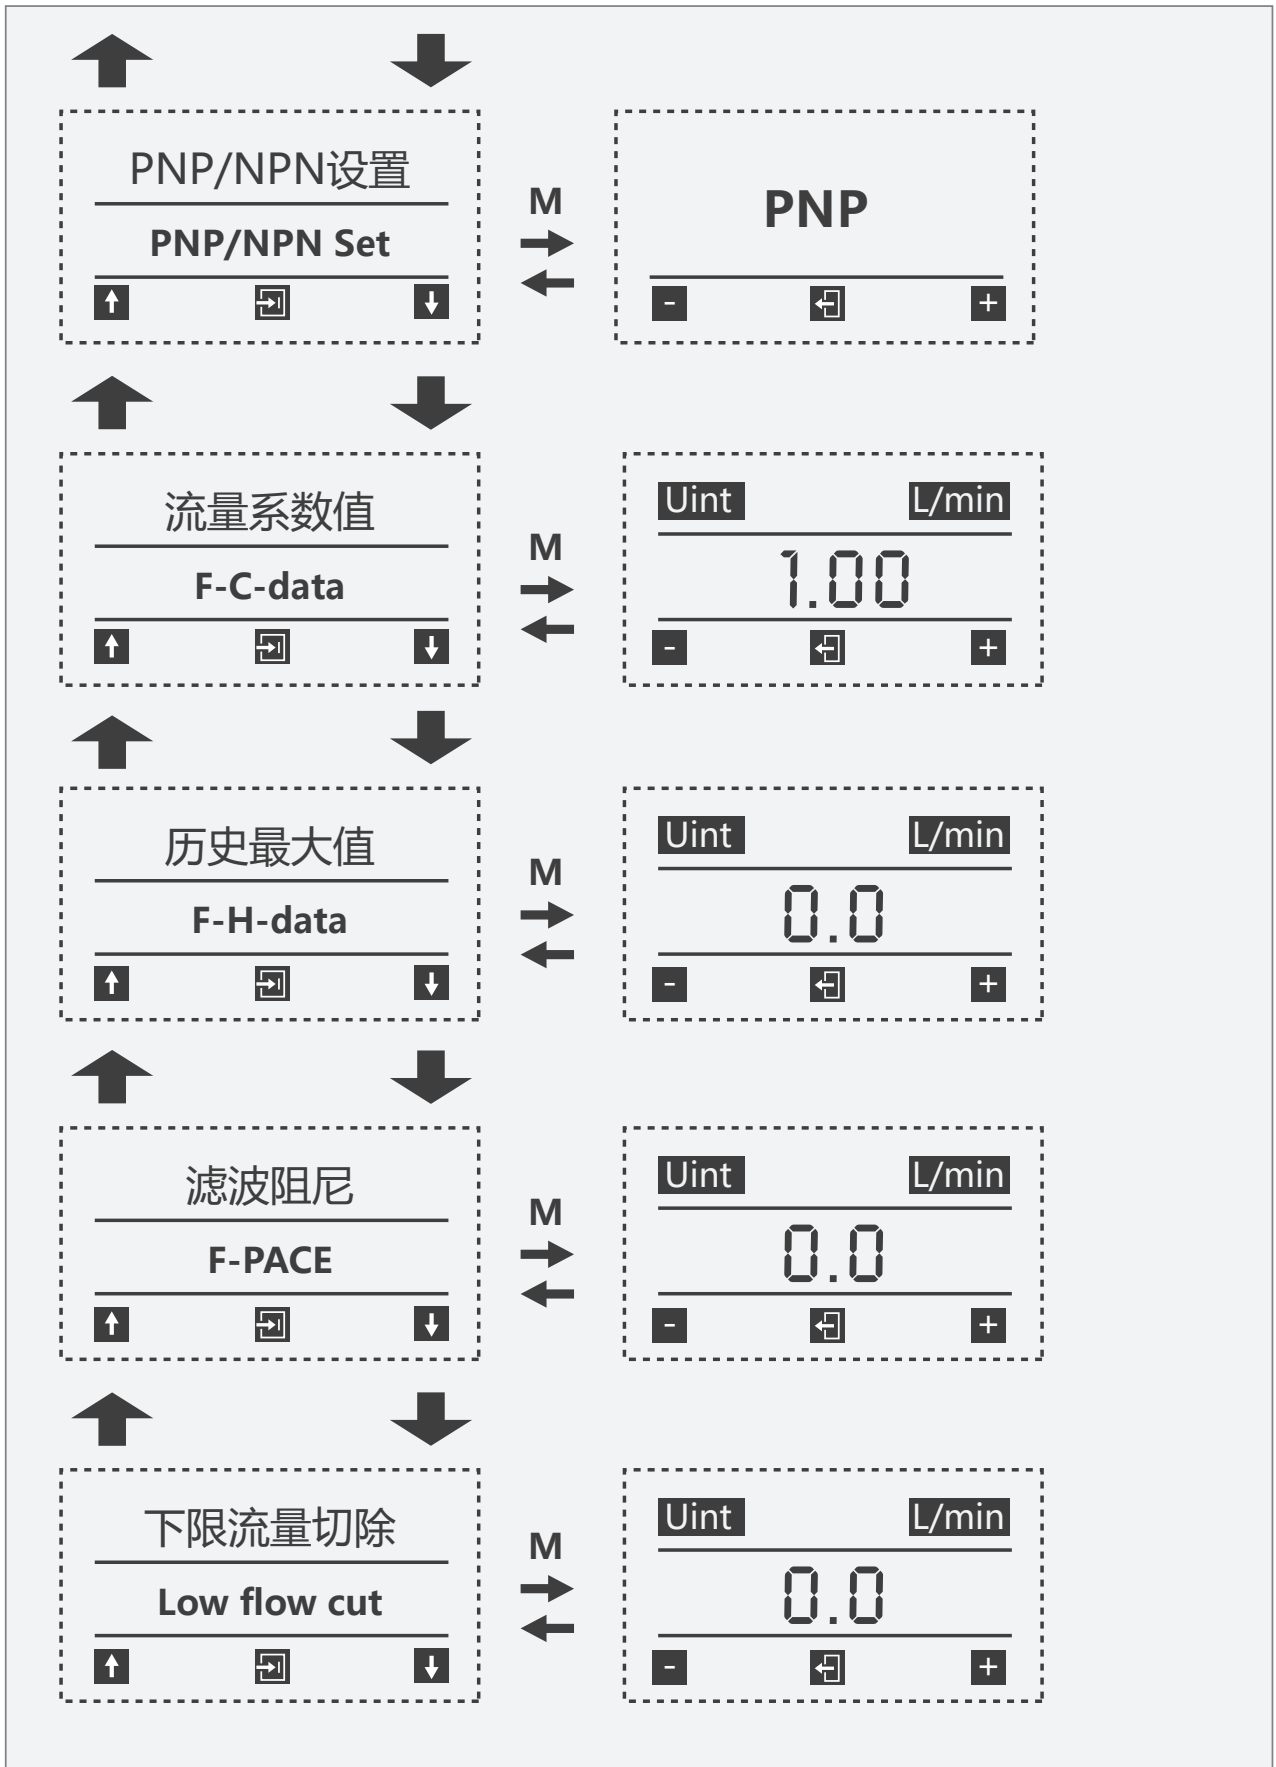 PNP/NPN设置
PNP/NPN Set
M
PNP
- +
流量系数值
F-C-data
M
Uint L/min
1.00
- +
历史最大值
F-H-data
M
Uint L/min
0.0
- +
滤波阻尼
F-PACE
M
Uint L/min
0.0
- +
下限流量切除
Low flow cut
M
Uint L/min
0.0
- +